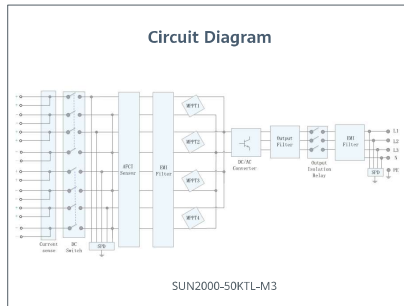 Circuit Diagram
MPPT1
MPPT2
MPPT3
MPPT4
AFCI
Sensor
EMI
Filter
DC/AC
Convertor
Output
Filter
Output
Isolation
Relay
EMI
Filter
L1
L2
L3
N
PE
SPD
SPD
Current
sensor
DC
Switch
SUN2000-50KTL-M3